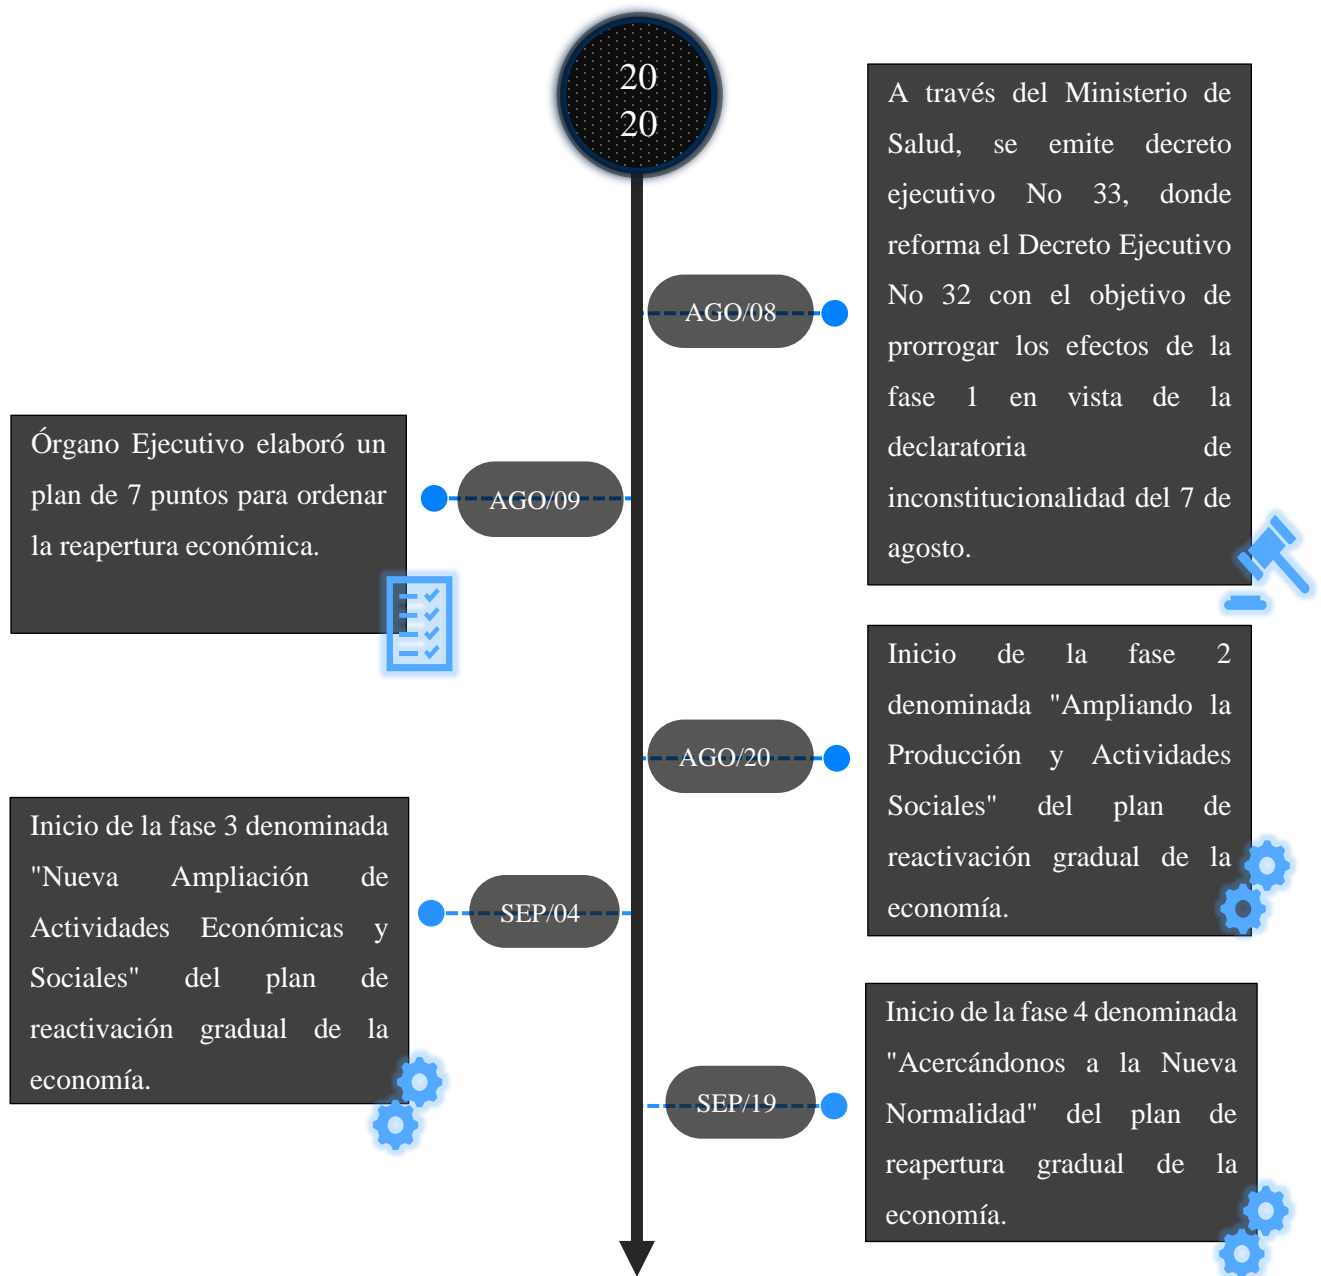 20
20
A través del Ministerio de
Salud, se emite decreto
ejecutivo No 33, donde
reforma el Decreto Ejecutivo
No 32 con el objetivo de
prorrogar los efectos de la
fase 1 en vista de la
declaratoria de
inconstitucionalidad del 7 de
agosto.
AGO/08
Órgano Ejecutivo elaboró un
plan de 7 puntos para ordenar
la reapertura económica.
AGO/09
Inicio de la fase 2
denominada "Ampliando la
Producción y Actividades
Sociales" del plan de
reactivación gradual de la
economía.
AGO/20
Inicio de la fase 3 denominada
"Nueva Ampliación de
Actividades Económicas y
Sociales" del plan de
reactivación gradual de la
economía.
SEP/04
Inicio de la fase 4 denominada
"Acercándonos a la Nueva
Normalidad" del plan de
reapertura gradual de la
economía.
SEP/19